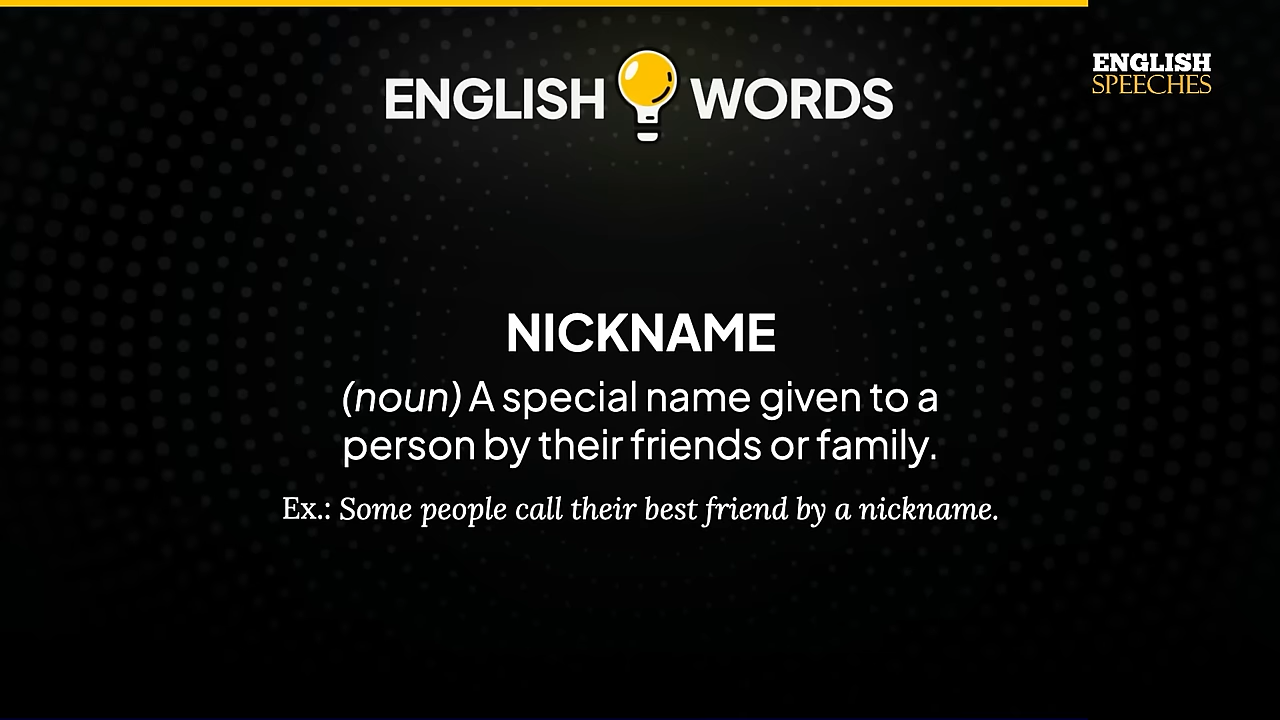 ENGLISH WORDS
ENGLISH
SPEECHES
NICKNAME
(noun) A special name given to a
person by their friends or family.
Ex.: Some people call their best friend by a nickname.